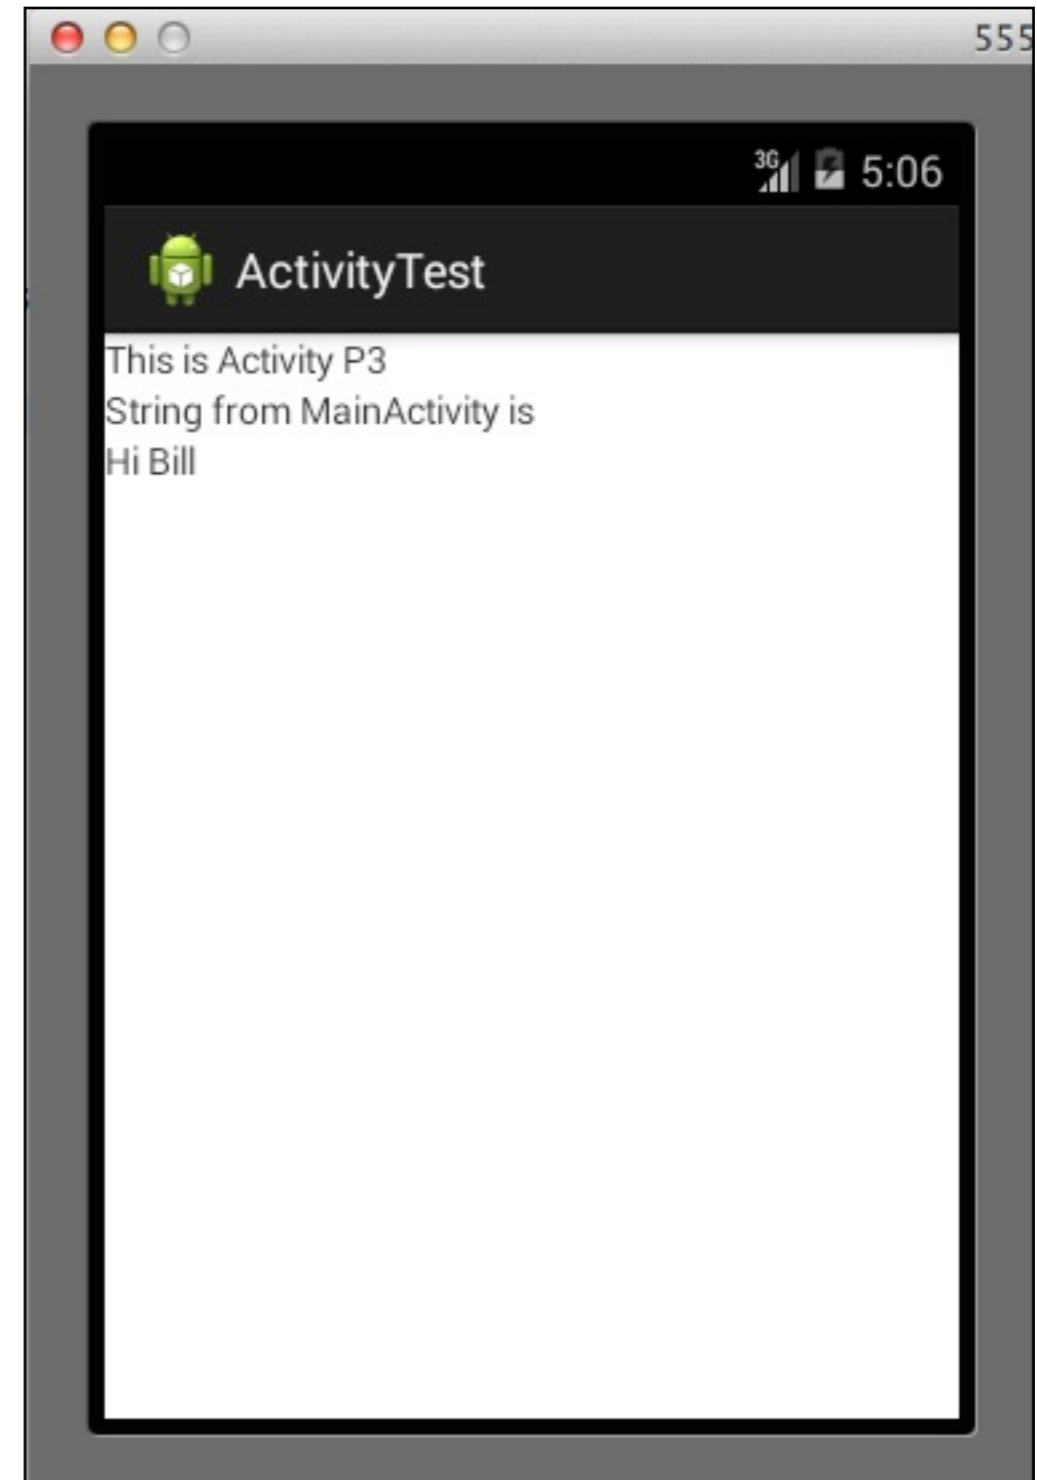 555
3G 5:06
ActivityTest
This is Activity P3
String from MainActivity is
Hi Bill